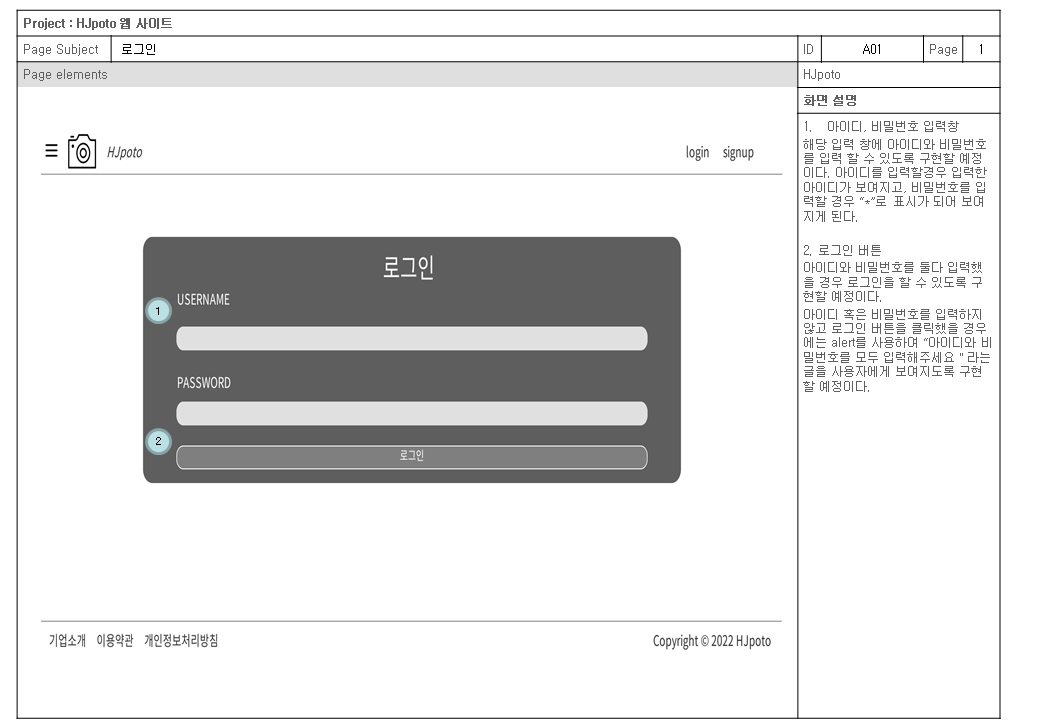 Project : HJpoto 웹 사이트
Page Subject 로그인 ID A01 Page 1
Page elements HJpoto
화면 설명
☰ HJpoto login signup
로그인
1 USERNAME
PASSWORD
2 로그인
기업소개 이용약관 개인정보처리방침 Copyright © 2022 HJpoto
1. 아이디, 비밀번호 입력창
해당 입력 창에 아이디와 비밀번호
를 입력 할 수 있도록 구현할 예정
이다. 아이디를 입력할경우 입력한
아이디가 보여지고, 비밀번호를 입
력할 경우 “*”로 표시가 되어 보여
지게 된다.
2. 로그인 버튼
아이디와 비밀번호를 둘다 입력했
을 경우 로그인을 할 수 있도록 구
현할 예정이다.
아이디 혹은 비밀번호를 입력하지
않고 로그인 버튼을 클릭했을 경우
에는 alert를 사용하여 “아이디와 비
밀번호를 모두 입력해주세요 " 라는
글을 사용자에게 보여지도록 구현
할 예정이다.